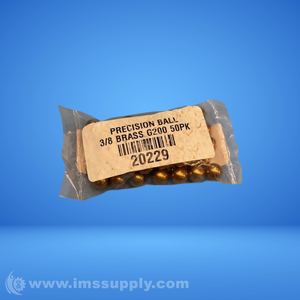 PRECISION BALL
3/8 BRASS G200 50PK
20229
www.imssupply.com